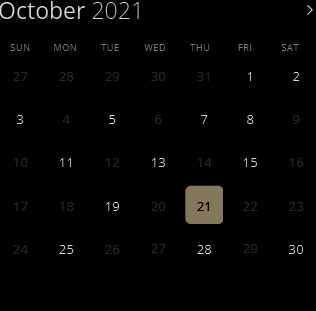 October 2021 >
SUN MON TUE WED THU FRI SAT
27 28 29 30 31 1 2
3 4 5 6 7 8 9
10 11 12 13 14 15 16
17 18 19 20 21 22 23
24 25 26 27 28 29 30